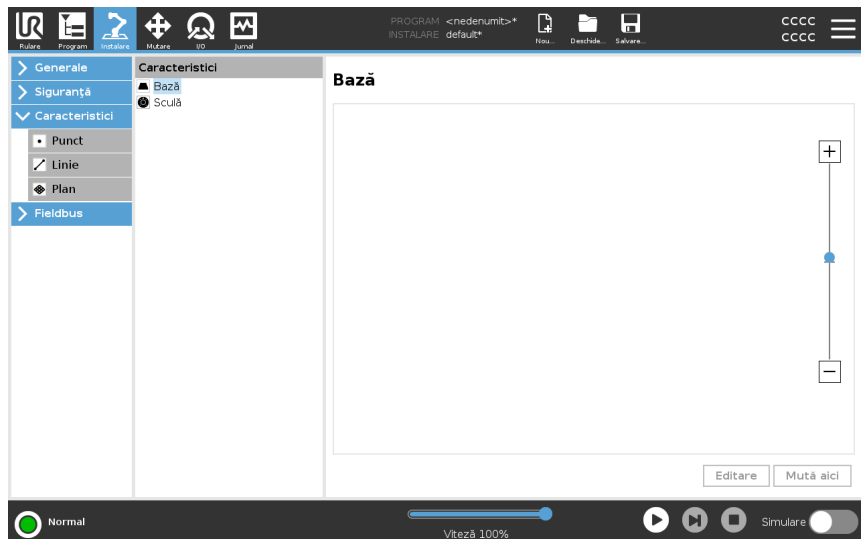 PROGRAM <nedenumit>*
INSTALARE default*
CCCC
CCCC
Rulare Program Instalare Mutare I/O Jurnal Nou... Deschide... Salvare...
Generale
Siguranță
Caracteristici
Punct
Linie
Plan
Fieldbus
Caracteristici
Bază
Sculă
Bază
Editare Mută aici
Normal
Viteză 100%
Simulare